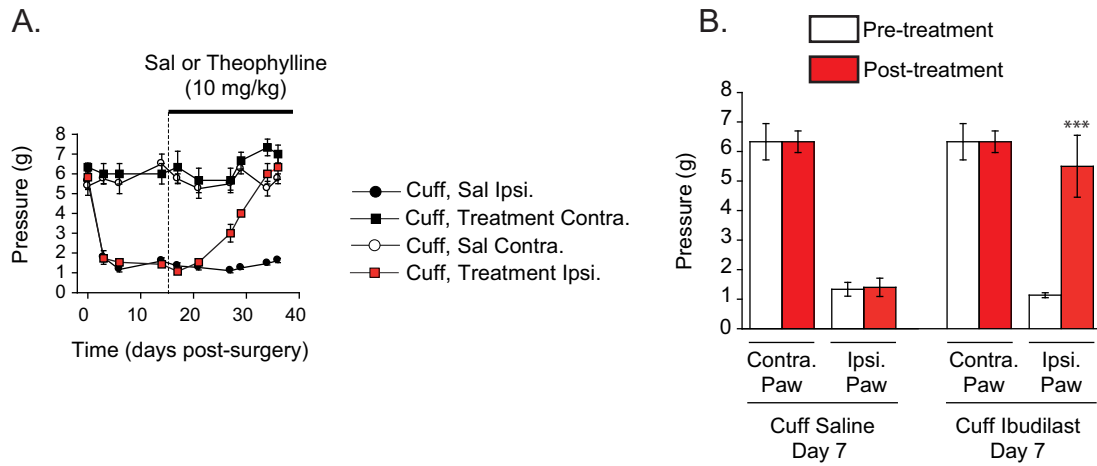 A.
Sal or Theophylline
(10 mg/kg)
8
7
6
5
4
3
2
1
0
Pressure (g)
0 10 20 30 40
Time (days post-surgery)
Cuff, Sal Ipsi.
Cuff, Treatment Contra.
Cuff, Sal Contra.
Cuff, Treatment Ipsi.
B.
Pre-treatment
Post-treatment
8
7
6
5
4
3
2
1
0
Pressure (g)
***
Contra. Ipsi. Contra. Ipsi.
Paw Paw Paw Paw
Cuff Saline Cuff Ibudilast
Day 7 Day 7